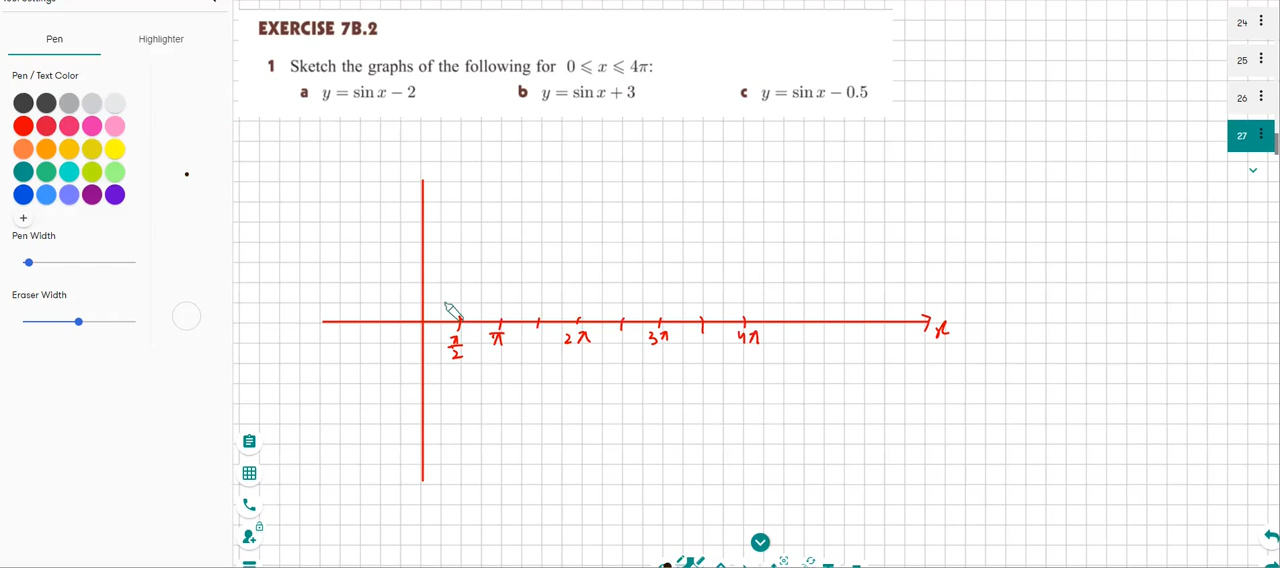 Pen
Highlighter
Pen / Text Color
+
Pen Width
Eraser Width
EXERCISE 7B.2
1 Sketch the graphs of the following for 0 ⩽ x ⩽ 4π:
a y = sin x − 2 b y = sin x + 3 c y = sin x − 0.5
24
25
26
27
π/2 π 2π 3π 4π x